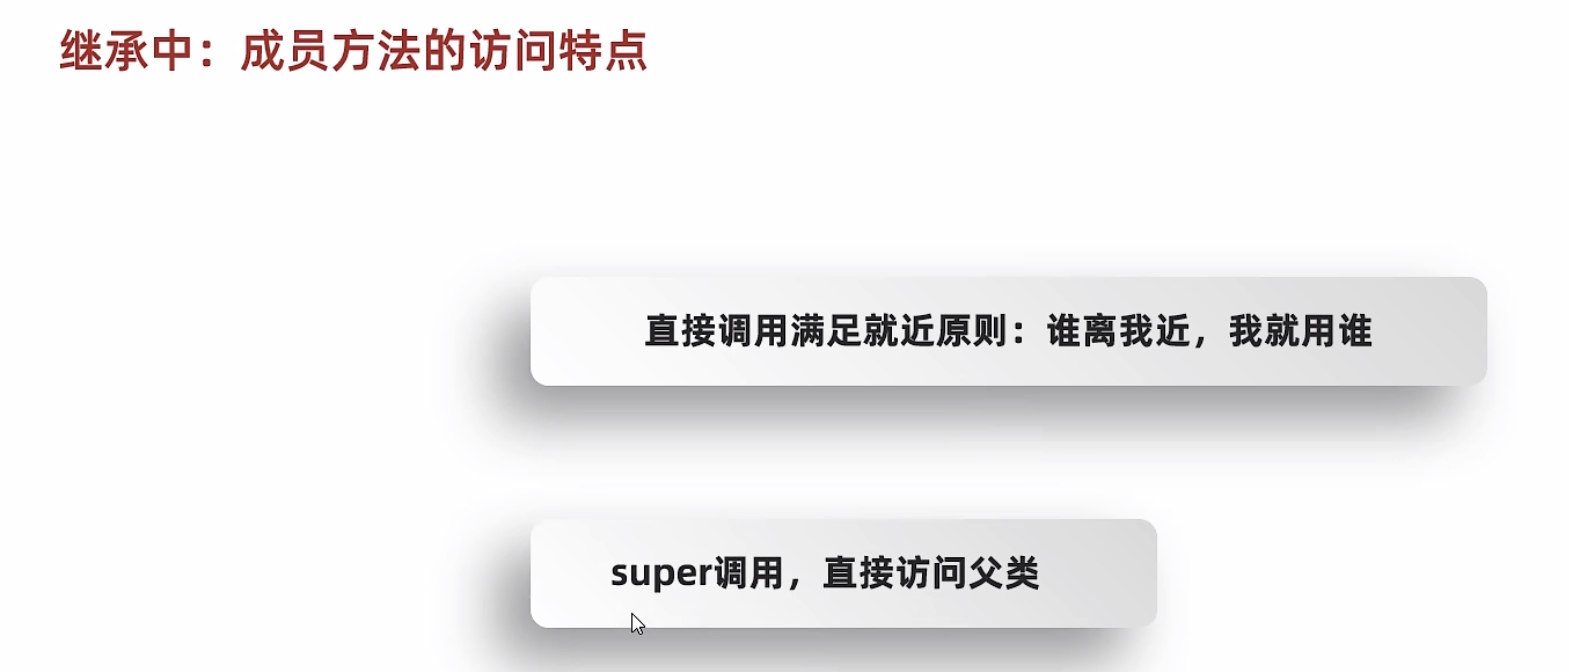 继承中：成员方法的访问特点
直接调用满足就近原则：谁离我近，我就用谁
super调用，直接访问父类